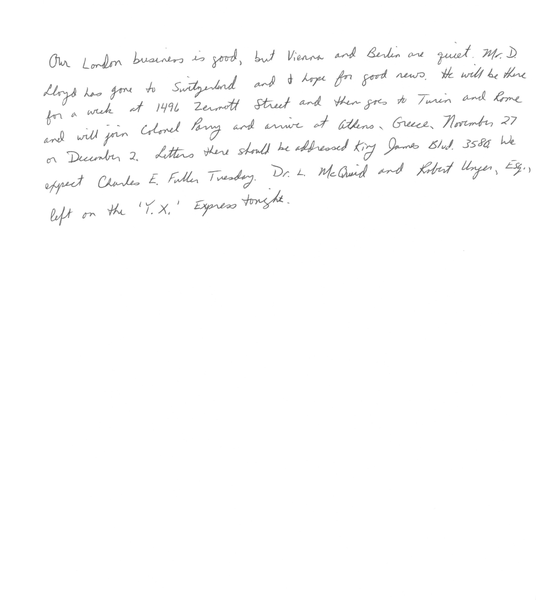 Our London business is good, but Vienna and Berlin are quiet. Mr. D.
Lloyd has gone to Switzerland and I hope for good news. He will be there
for a week at 1496 Zermott Street and then goes to Turin and Rome
and will join Colonel Parry and arrive at Athens, Greece, November 27
or December 2. Letters there should be addressed King James Blvd. 3580. We
expect Charles E. Fuller Tuesday. Dr. L. McQuid and Robert Unger, Esq.,
left on the 'Y.X.' Express tonight.